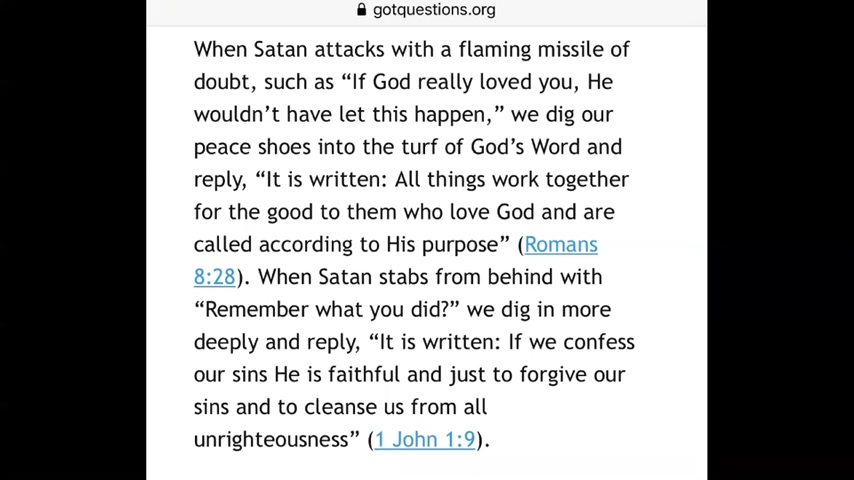 gotquestions.org
When Satan attacks with a flaming missile of
doubt, such as “If God really loved you, He
wouldn’t have let this happen,” we dig our
peace shoes into the turf of God’s Word and
reply, “It is written: All things work together
for the good to them who love God and are
called according to His purpose” (Romans
8:28). When Satan stabs from behind with
“Remember what you did?” we dig in more
deeply and reply, “It is written: If we confess
our sins He is faithful and just to forgive our
sins and to cleanse us from all
unrighteousness” (1 John 1:9).